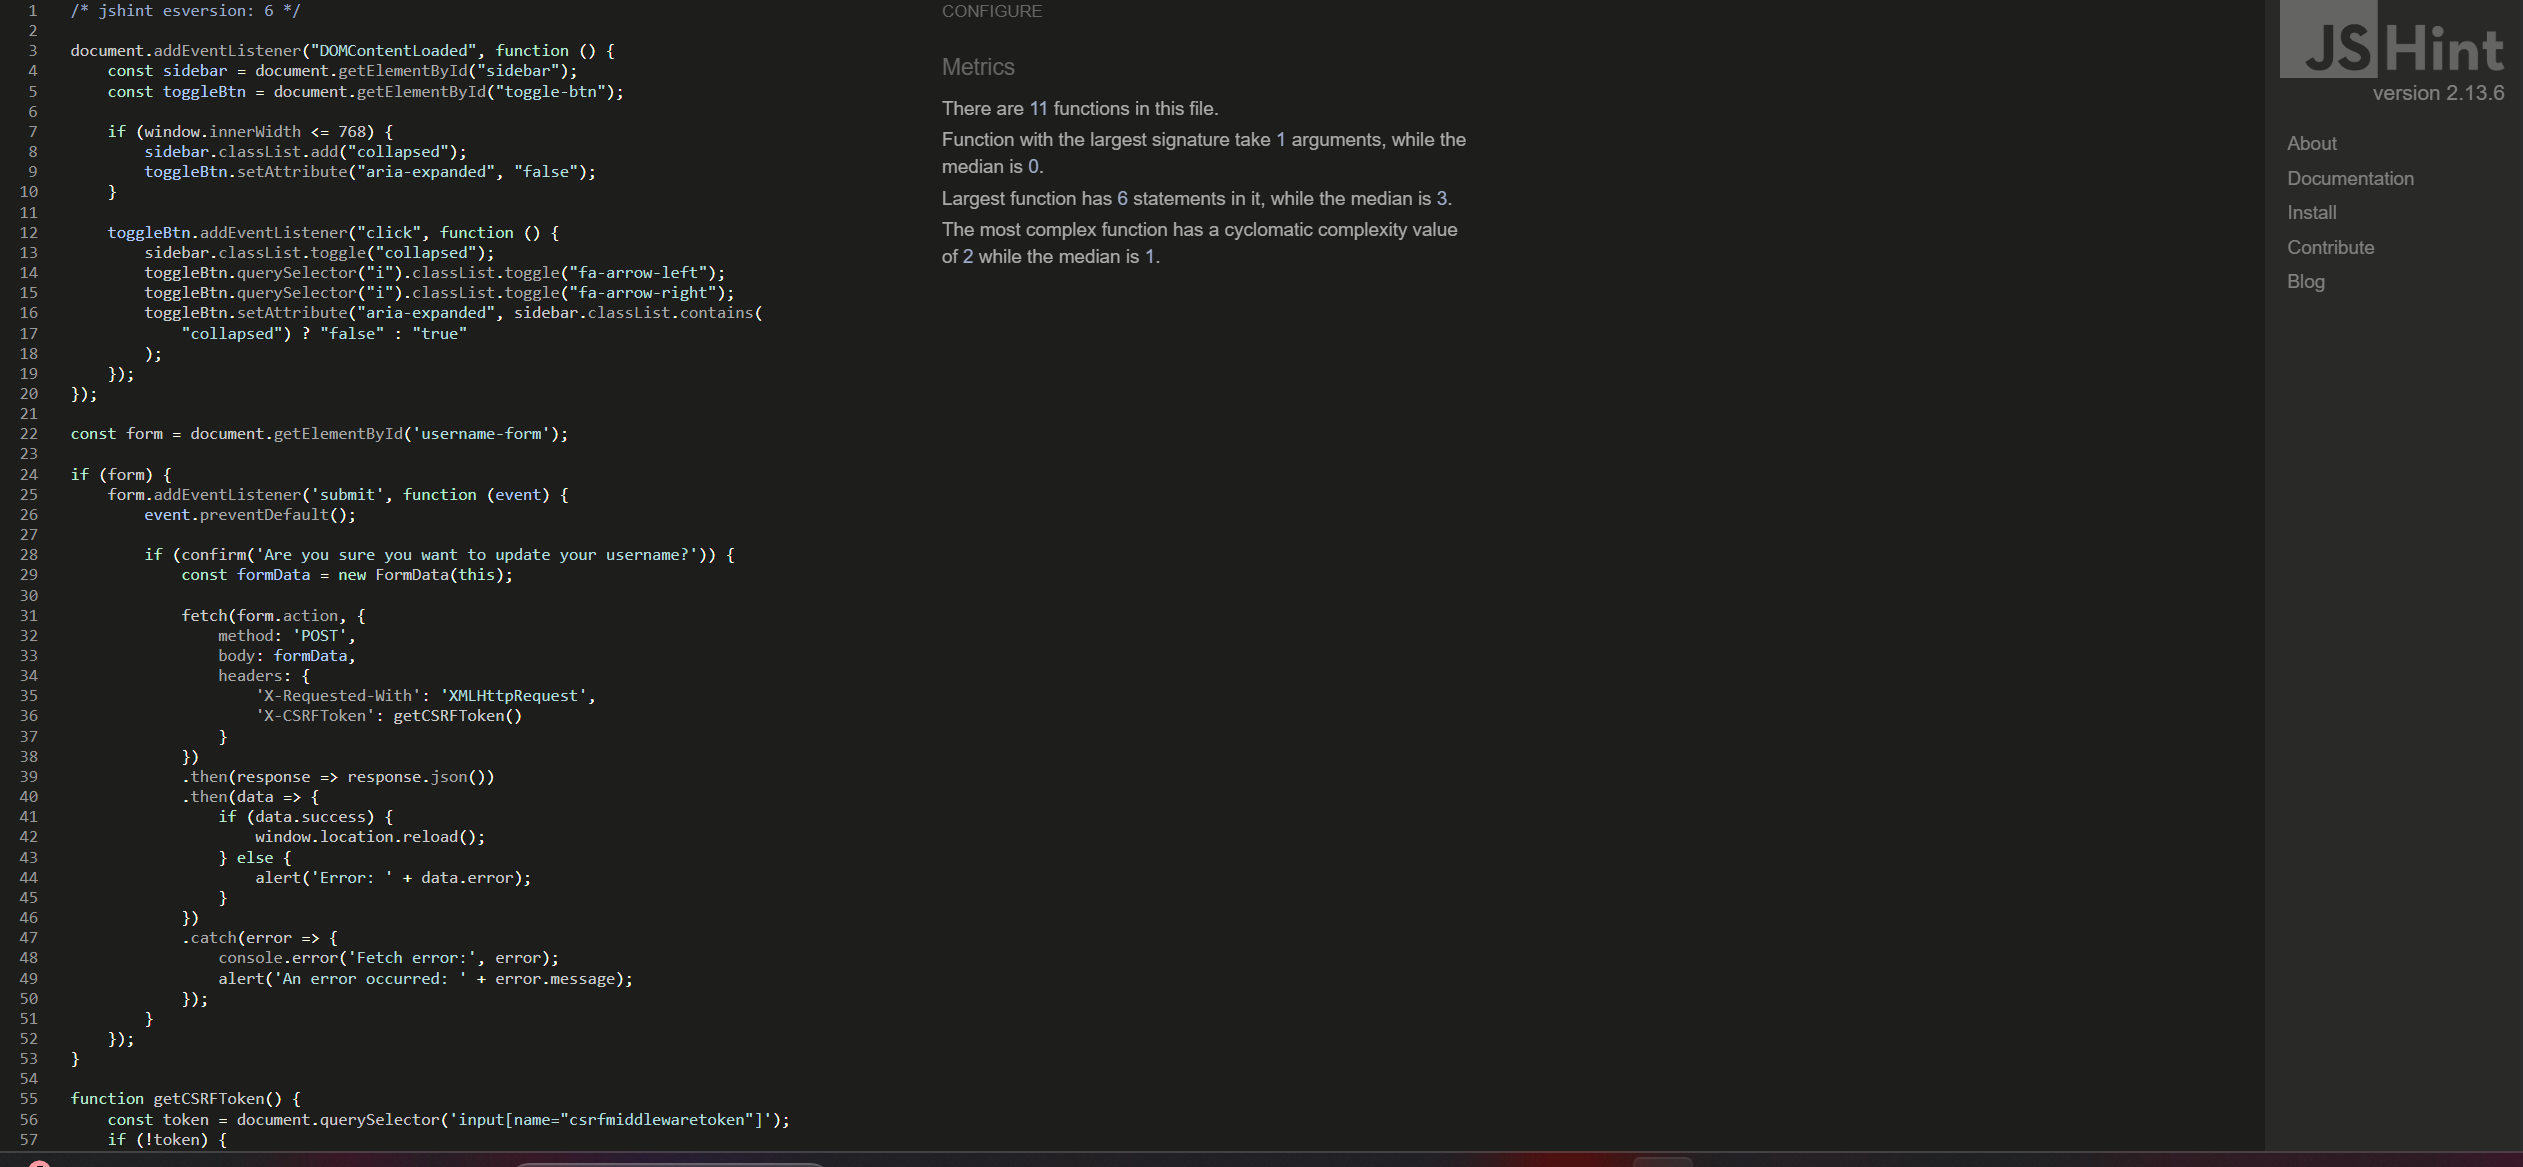 1 /* jshint esversion: 6 */
2
3 document.addEventListener("DOMContentLoaded", function () {
4     const sidebar = document.getElementById("sidebar");
5     const toggleBtn = document.getElementById("toggle-btn");
6
7     if (window.innerWidth <= 768) {
8         sidebar.classList.add("collapsed");
9         toggleBtn.setAttribute("aria-expanded", "false");
10     }
11
12     toggleBtn.addEventListener("click", function () {
13         sidebar.classList.toggle("collapsed");
14         toggleBtn.querySelector("i").classList.toggle("fa-arrow-left");
15         toggleBtn.querySelector("i").classList.toggle("fa-arrow-right");
16         toggleBtn.setAttribute("aria-expanded", sidebar.classList.contains(
17             "collapsed") ? "false" : "true"
18         );
19     });
20 });
21
22 const form = document.getElementById('username-form');
23
24 if (form) {
25     form.addEventListener('submit', function (event) {
26         event.preventDefault();
27
28         if (confirm('Are you sure you want to update your username?')) {
29             const formData = new FormData(this);
30
31             fetch(form.action, {
32                 method: 'POST',
33                 body: formData,
34                 headers: {
35                     'X-Requested-With': 'XMLHttpRequest',
36                     'X-CSRFToken': getCSRFToken()
37                 }
38             })
39             .then(response => response.json())
40             .then(data => {
41                 if (data.success) {
42                     window.location.reload();
43                 } else {
44                     alert('Error: ' + data.error);
45                 }
46             })
47             .catch(error => {
48                 console.error('Fetch error:', error);
49                 alert('An error occurred: ' + error.message);
50             });
51         }
52     });
53 }
54
55 function getCSRFToken() {
56     const token = document.querySelector('input[name="csrfmiddlewaretoken"]');
57     if (!token) {
CONFIGURE
Metrics
There are 11 functions in this file.
Function with the largest signature take 1 arguments, while the
median is 0.
Largest function has 6 statements in it, while the median is 3.
The most complex function has a cyclomatic complexity value
of 2 while the median is 1.
JSHint
version 2.13.6
About
Documentation
Install
Contribute
Blog